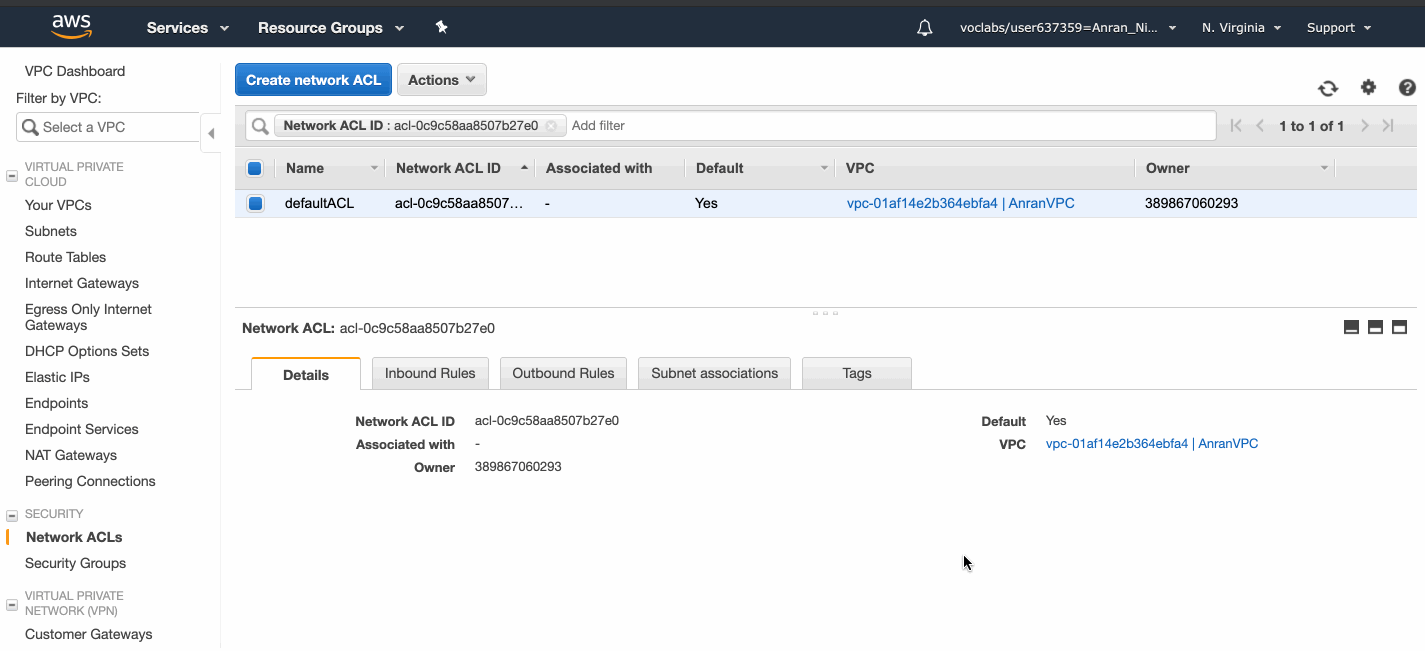 aws Services Resource Groups voclabs/user637359=Anran_Ni... N. Virginia Support
VPC Dashboard
Filter by VPC:
Select a VPC
VIRTUAL PRIVATE
CLOUD
Your VPCs
Subnets
Route Tables
Internet Gateways
Egress Only Internet
Gateways
DHCP Options Sets
Elastic IPs
Endpoints
Endpoint Services
NAT Gateways
Peering Connections
SECURITY
Network ACLs
Security Groups
VIRTUAL PRIVATE
NETWORK (VPN)
Customer Gateways
Create network ACL Actions
Network ACL ID : acl-0c9c58aa8507b27e0 Add filter 1 to 1 of 1
Name Network ACL ID Associated with Default VPC Owner
defaultACL acl-0c9c58aa8507... - Yes vpc-01af14e2b364ebfa4 | AnranVPC 389867060293
Network ACL: acl-0c9c58aa8507b27e0
Details Inbound Rules Outbound Rules Subnet associations Tags
Network ACL ID acl-0c9c58aa8507b27e0 Default Yes
Associated with - VPC vpc-01af14e2b364ebfa4 | AnranVPC
Owner 389867060293